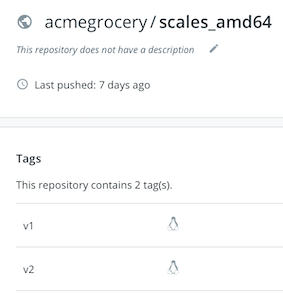 acmegrocery / scales_amd64
This repository does not have a description
Last pushed: 7 days ago
Tags
This repository contains 2 tag(s).
v1
v2